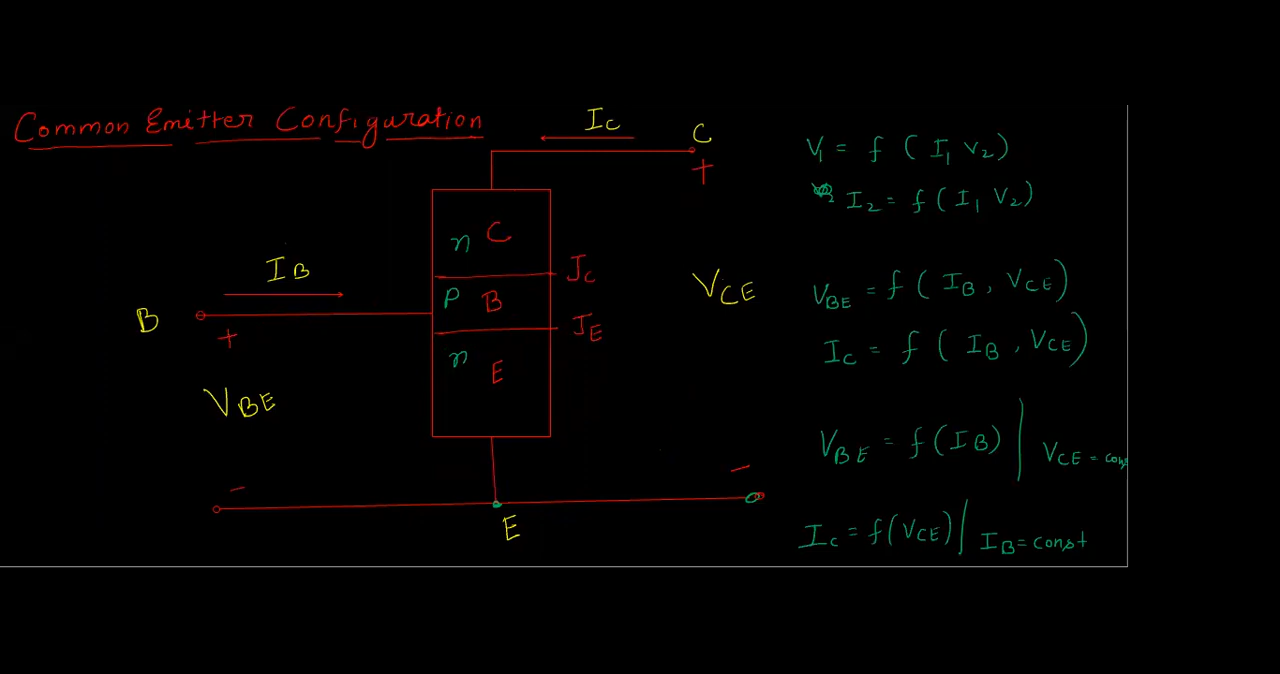 Common Emitter Configuration
IC
C
+
n C
JC
IB
P B
VCE
B
+
JE
n E
VBE
-
-
E
V1 = f ( I1 V2)
I2 = f ( I1 V2)
VBE = f ( IB , VCE)
IC = f ( IB , VCE)
VBE = f (IB) | VCE = cons
IC = f(VCE) | IB = const